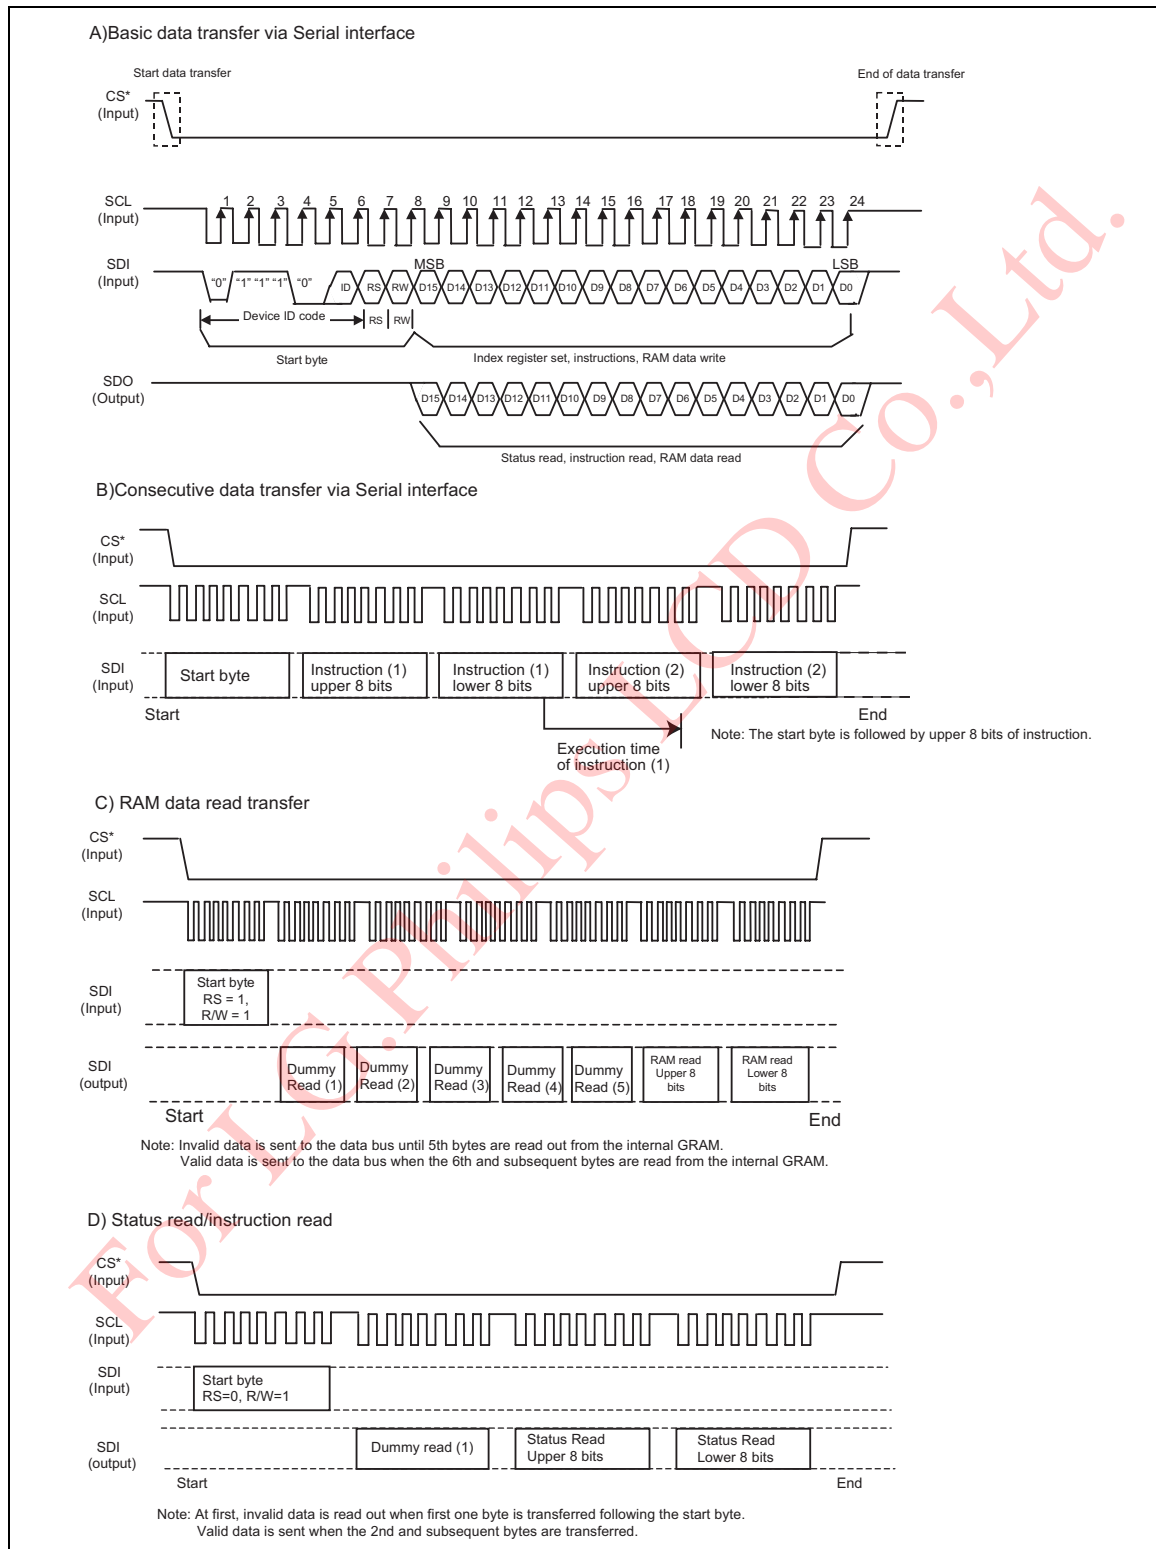 A)Basic data transfer via Serial interface
Start data transfer
End of data transfer
CS*
(Input)
SCL
(Input)
1 2 3 4 5 6 7 8 9 10 11 12 13 14 15 16 17 18 19 20 21 22 23 24
SDI
(Input)
MSB
LSB
“0” “1” “1” “1” “0” ID RS RW D15 D14 D13 D12 D11 D10 D9 D8 D7 D6 D5 D4 D3 D2 D1 D0
Device ID code
RS
RW
Start byte
Index register set, instructions, RAM data write
SDO
(Output)
D15 D14 D13 D12 D11 D10 D9 D8 D7 D6 D5 D4 D3 D2 D1 D0
Status read, instruction read, RAM data read
B)Consecutive data transfer via Serial interface
CS*
(Input)
SCL
(Input)
SDI
(Input)
Start byte
Instruction (1)
upper 8 bits
Instruction (1)
lower 8 bits
Instruction (2)
upper 8 bits
Instruction (2)
lower 8 bits
Start
End
Execution time
of instruction (1)
Note: The start byte is followed by upper 8 bits of instruction.
C) RAM data read transfer
CS*
(Input)
SCL
(Input)
SDI
(Input)
Start byte
RS = 1,
R/W = 1
SDI
(output)
Dummy
Read (1)
Dummy
Read (2)
Dummy
Read (3)
Dummy
Read (4)
Dummy
Read (5)
RAM read
Upper 8
bits
RAM read
Lower 8
bits
Start
End
Note: Invalid data is sent to the data bus until 5th bytes are read out from the internal GRAM.
Valid data is sent to the data bus when the 6th and subsequent bytes are read from the internal GRAM.
D) Status read/instruction read
CS*
(Input)
SCL
(Input)
SDI
(Input)
Start byte
RS=0, R/W=1
SDI
(output)
Dummy read (1)
Status Read
Upper 8 bits
Status Read
Lower 8 bits
Start
End
Note: At first, invalid data is read out when first one byte is transferred following the start byte.
Valid data is sent when the 2nd and subsequent bytes are transferred.
For LG.Philips LCD Co.,Ltd.